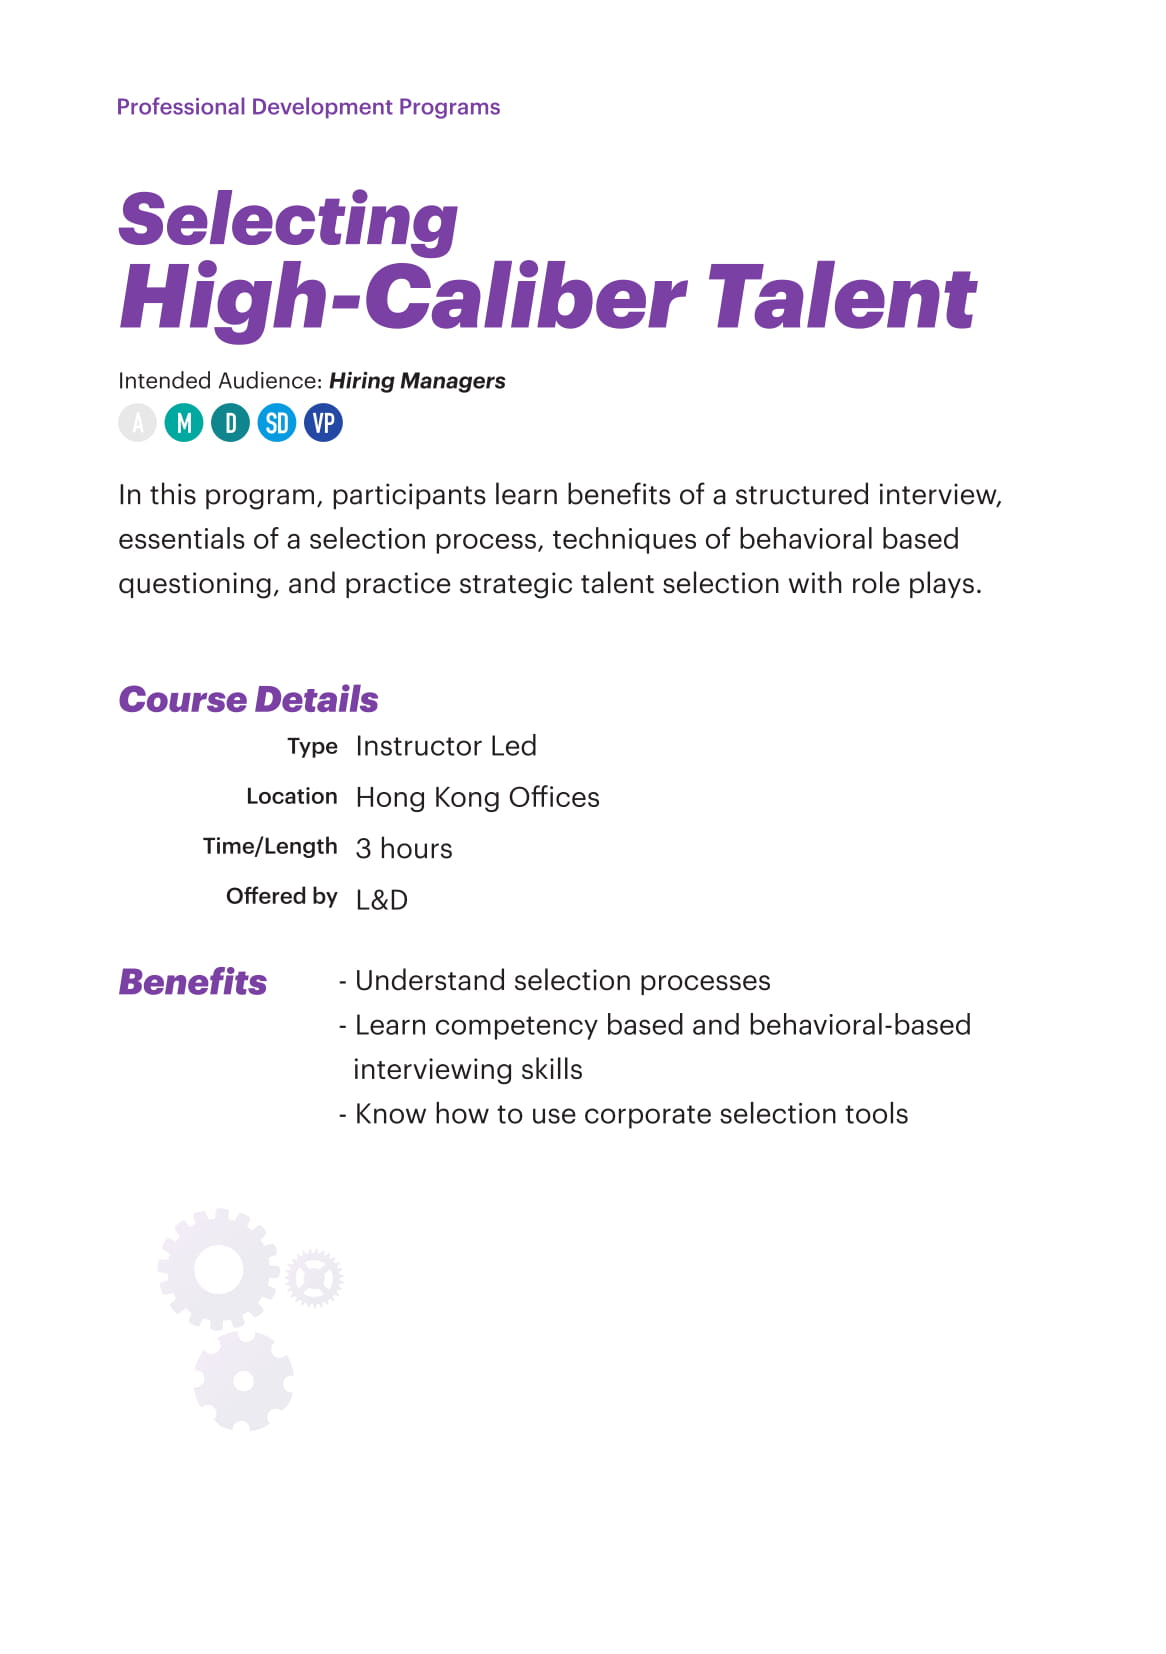 Professional Development Programs
Selecting
High-Caliber Talent
Intended Audience: Hiring Managers
A M D SD VP
In this program, participants learn benefits of a structured interview,
essentials of a selection process, techniques of behavioral based
questioning, and practice strategic talent selection with role plays.
Course Details
Type Instructor Led
Location Hong Kong Offices
Time/Length 3 hours
Offered by L&D
Benefits - Understand selection processes
- Learn competency based and behavioral-based
interviewing skills
- Know how to use corporate selection tools